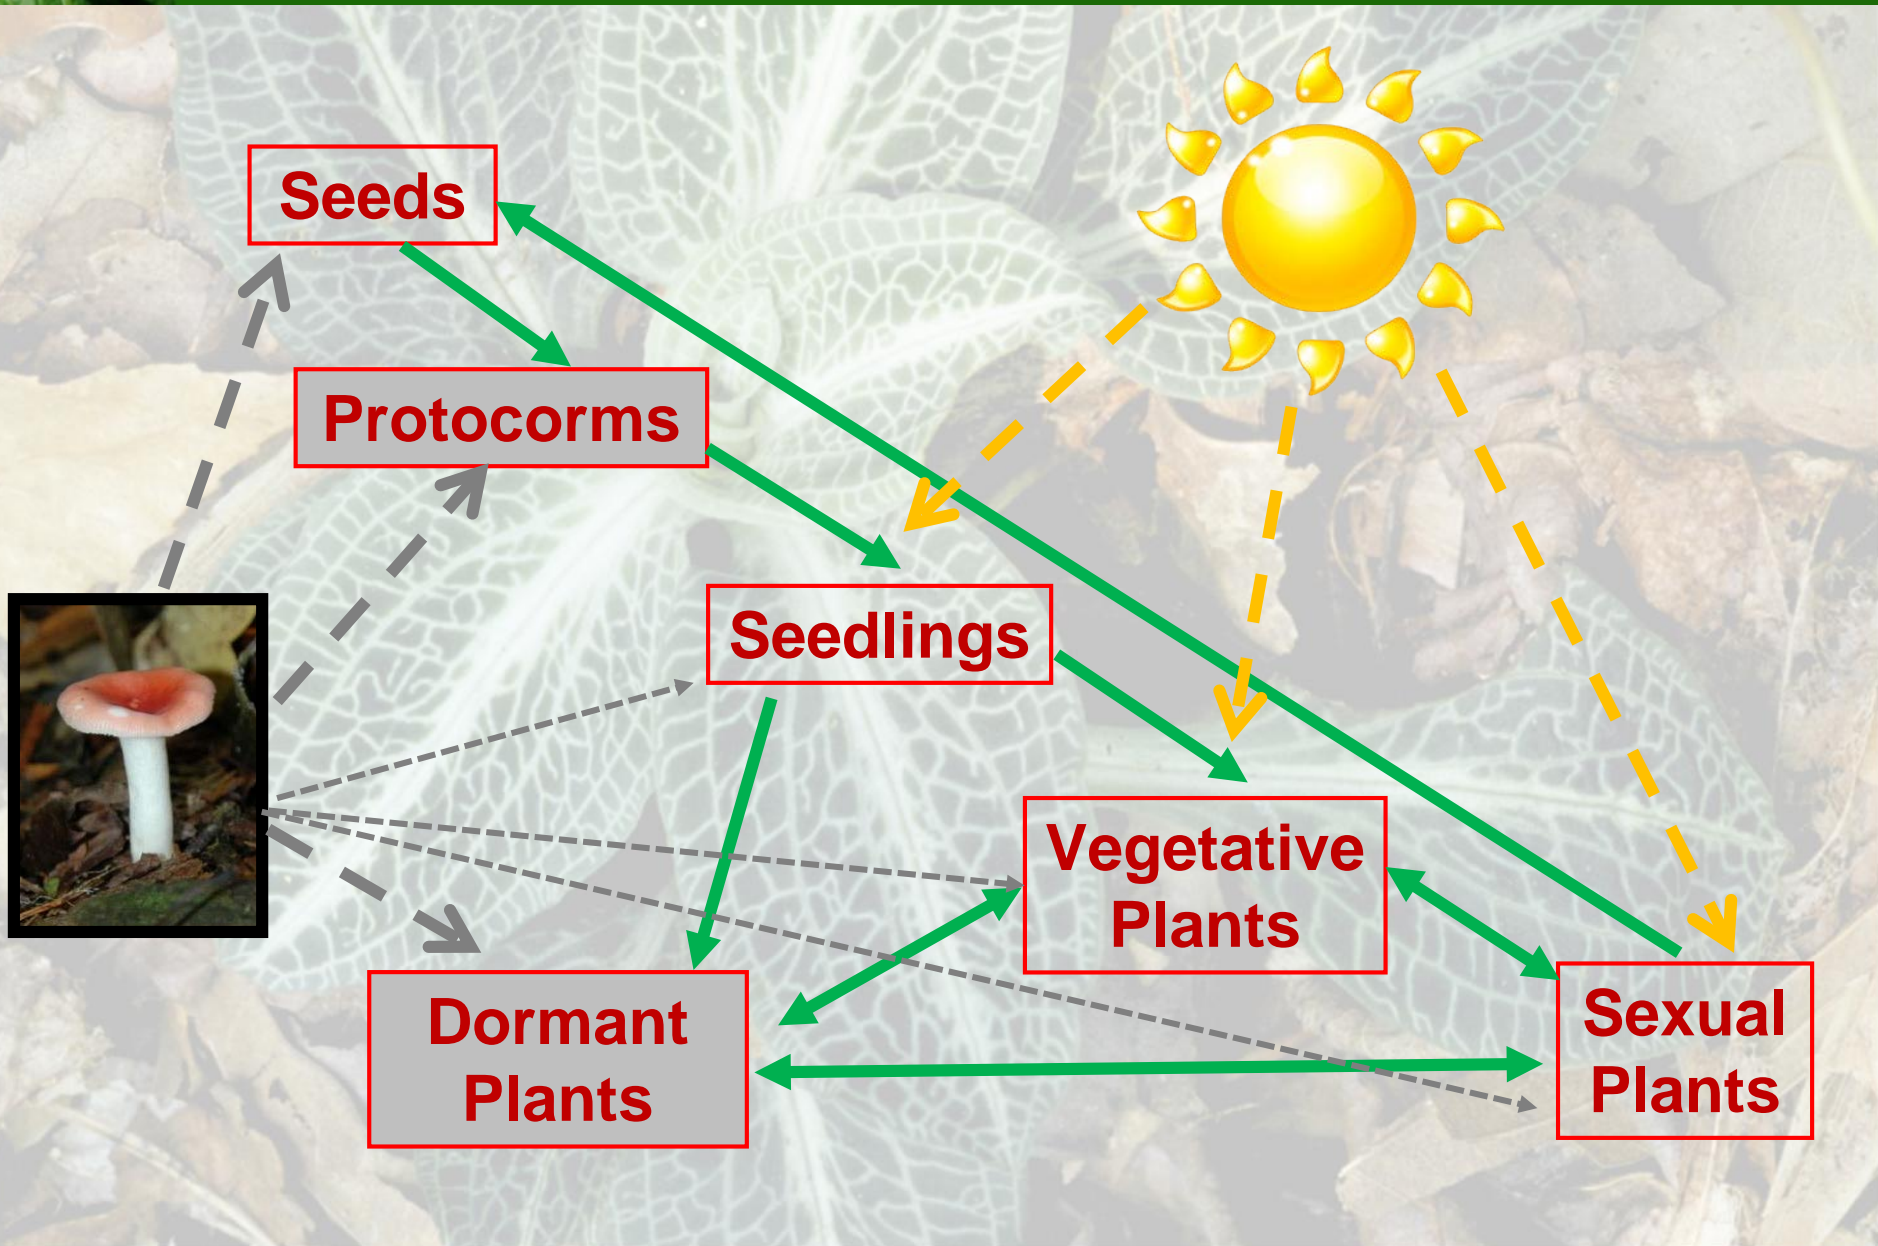 Seeds
Protocorms
Seedlings
Vegetative
Plants
Dormant
Plants
Sexual
Plants